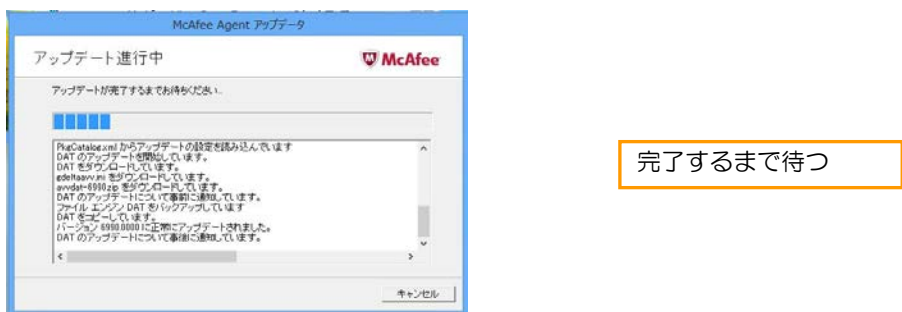 McAfee Agent アップデータ
アップデート進行中
McAfee
アップデートが完了するまでお待ちください..
PkgCatalog.xml からアップデートの設定を読み込んでいます
DAT のアップデートを開始しています。
DAT をダウンロードしています。
gdeltaavv.ini をダウンロードしています。
avvdat-6990.zip をダウンロードしています。
DAT のアップデートについて事前に通知しています。
ファイル エンジン DAT をバックアップしています
DAT をコピーしています。
バージョン 6990.0000 に正常にアップデートされました。
DAT のアップデートについて事後に通知しています。
キャンセル
完了するまで待つ